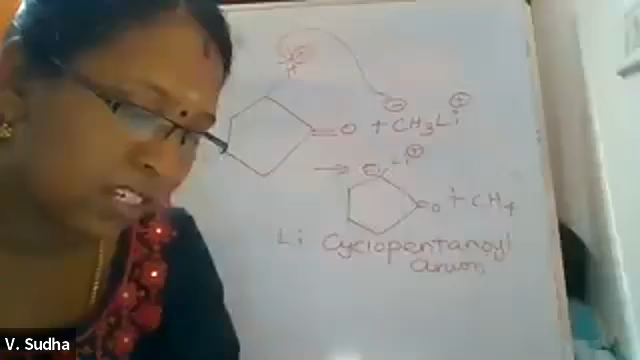 H
O + CH₃Li
→ Li
O + CH₄
Li Cyclopentanoyl
anion
V. Sudha